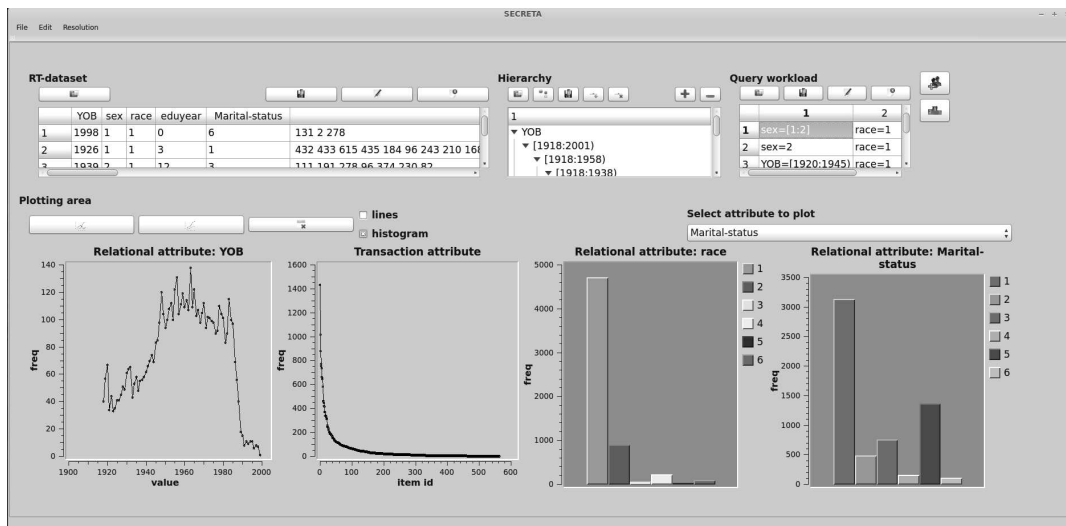 SECRETA
File Edit Resolution
RT-dataset
YOB sex race eduyear Marital-status
1 1998 1 1 0 6 131 2 278
2 1926 1 1 3 1 432 433 615 435 184 96 243 210 168
3 1939 2 1 12 3 111 191 278 96 374 230 82
Hierarchy
1
YOB
[1918:2001)
[1918:1958)
[1918:1938)
Query workload
1 2
1 sex=[1:2] race=1
2 sex=2 race=1
3 YOB=[1920:1945) race=1
Plotting area
lines
histogram
Select attribute to plot
Marital-status
Relational attribute: YOB
freq
140
120
100
80
60
40
20
0
1900 1920 1940 1960 1980 2000
value
Transaction attribute
freq
1600
1400
1200
1000
800
600
400
200
0
0 100 200 300 400 500 600
item id
Relational attribute: race
freq
5000
4000
3000
2000
1000
0
1
2
3
4
5
6
Relational attribute: Marital-
status
freq
3500
3000
2500
2000
1500
1000
500
0
1
2
3
4
5
6